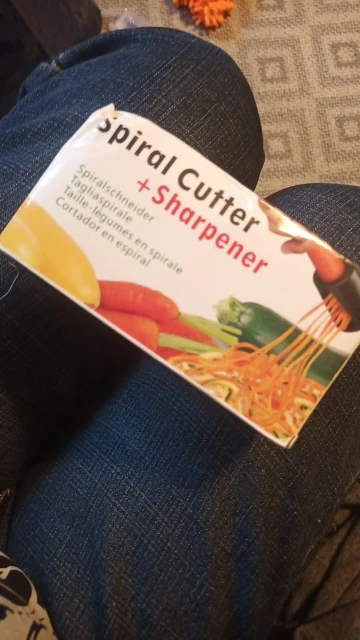 Spiral Cutter
+Sharpener
Spiralschneider
Tagliaspirale
Taille-légumes en spirale
Cortador en espiral